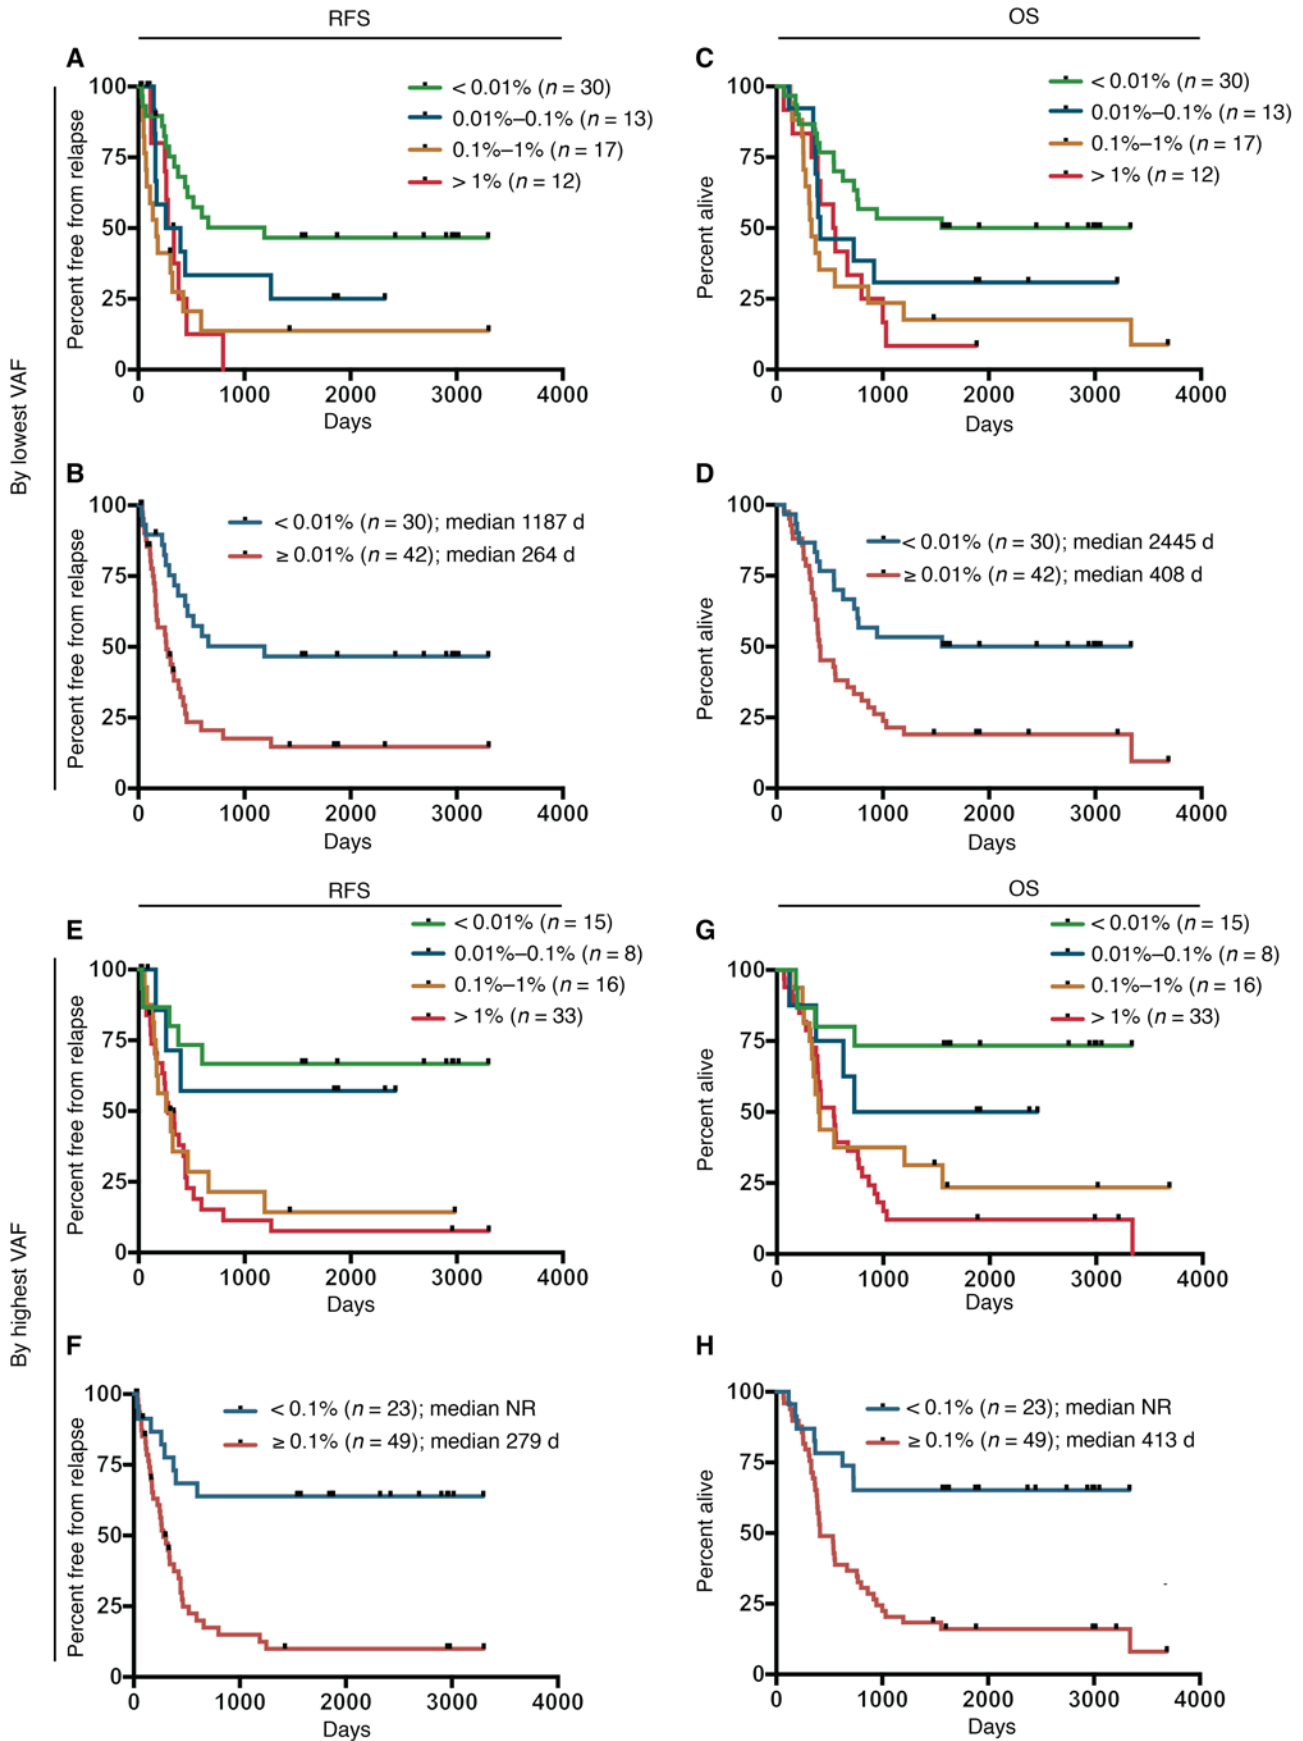 RFS
OS
A
100
75
50
25
0
Percent free from relapse
< 0.01% (n = 30)
0.01%–0.1% (n = 13)
0.1%–1% (n = 17)
> 1% (n = 12)
0 1000 2000 3000 4000
Days
C
100
75
50
25
0
Percent alive
< 0.01% (n = 30)
0.01%–0.1% (n = 13)
0.1%–1% (n = 17)
> 1% (n = 12)
0 1000 2000 3000 4000
Days
By lowest VAF
B
100
75
50
25
0
Percent free from relapse
< 0.01% (n = 30); median 1187 d
≥ 0.01% (n = 42); median 264 d
0 1000 2000 3000 4000
Days
D
100
75
50
25
0
Percent alive
< 0.01% (n = 30); median 2445 d
≥ 0.01% (n = 42); median 408 d
0 1000 2000 3000 4000
Days
RFS
OS
E
100
75
50
25
0
Percent free from relapse
< 0.01% (n = 15)
0.01%–0.1% (n = 8)
0.1%–1% (n = 16)
> 1% (n = 33)
0 1000 2000 3000 4000
Days
G
100
75
50
25
0
Percent alive
< 0.01% (n = 15)
0.01%–0.1% (n = 8)
0.1%–1% (n = 16)
> 1% (n = 33)
0 1000 2000 3000 4000
Days
By highest VAF
F
100
75
50
25
0
Percent free from relapse
< 0.1% (n = 23); median NR
≥ 0.1% (n = 49); median 279 d
0 1000 2000 3000 4000
Days
H
100
75
50
25
0
Percent alive
< 0.1% (n = 23); median NR
≥ 0.1% (n = 49); median 413 d
0 1000 2000 3000 4000
Days